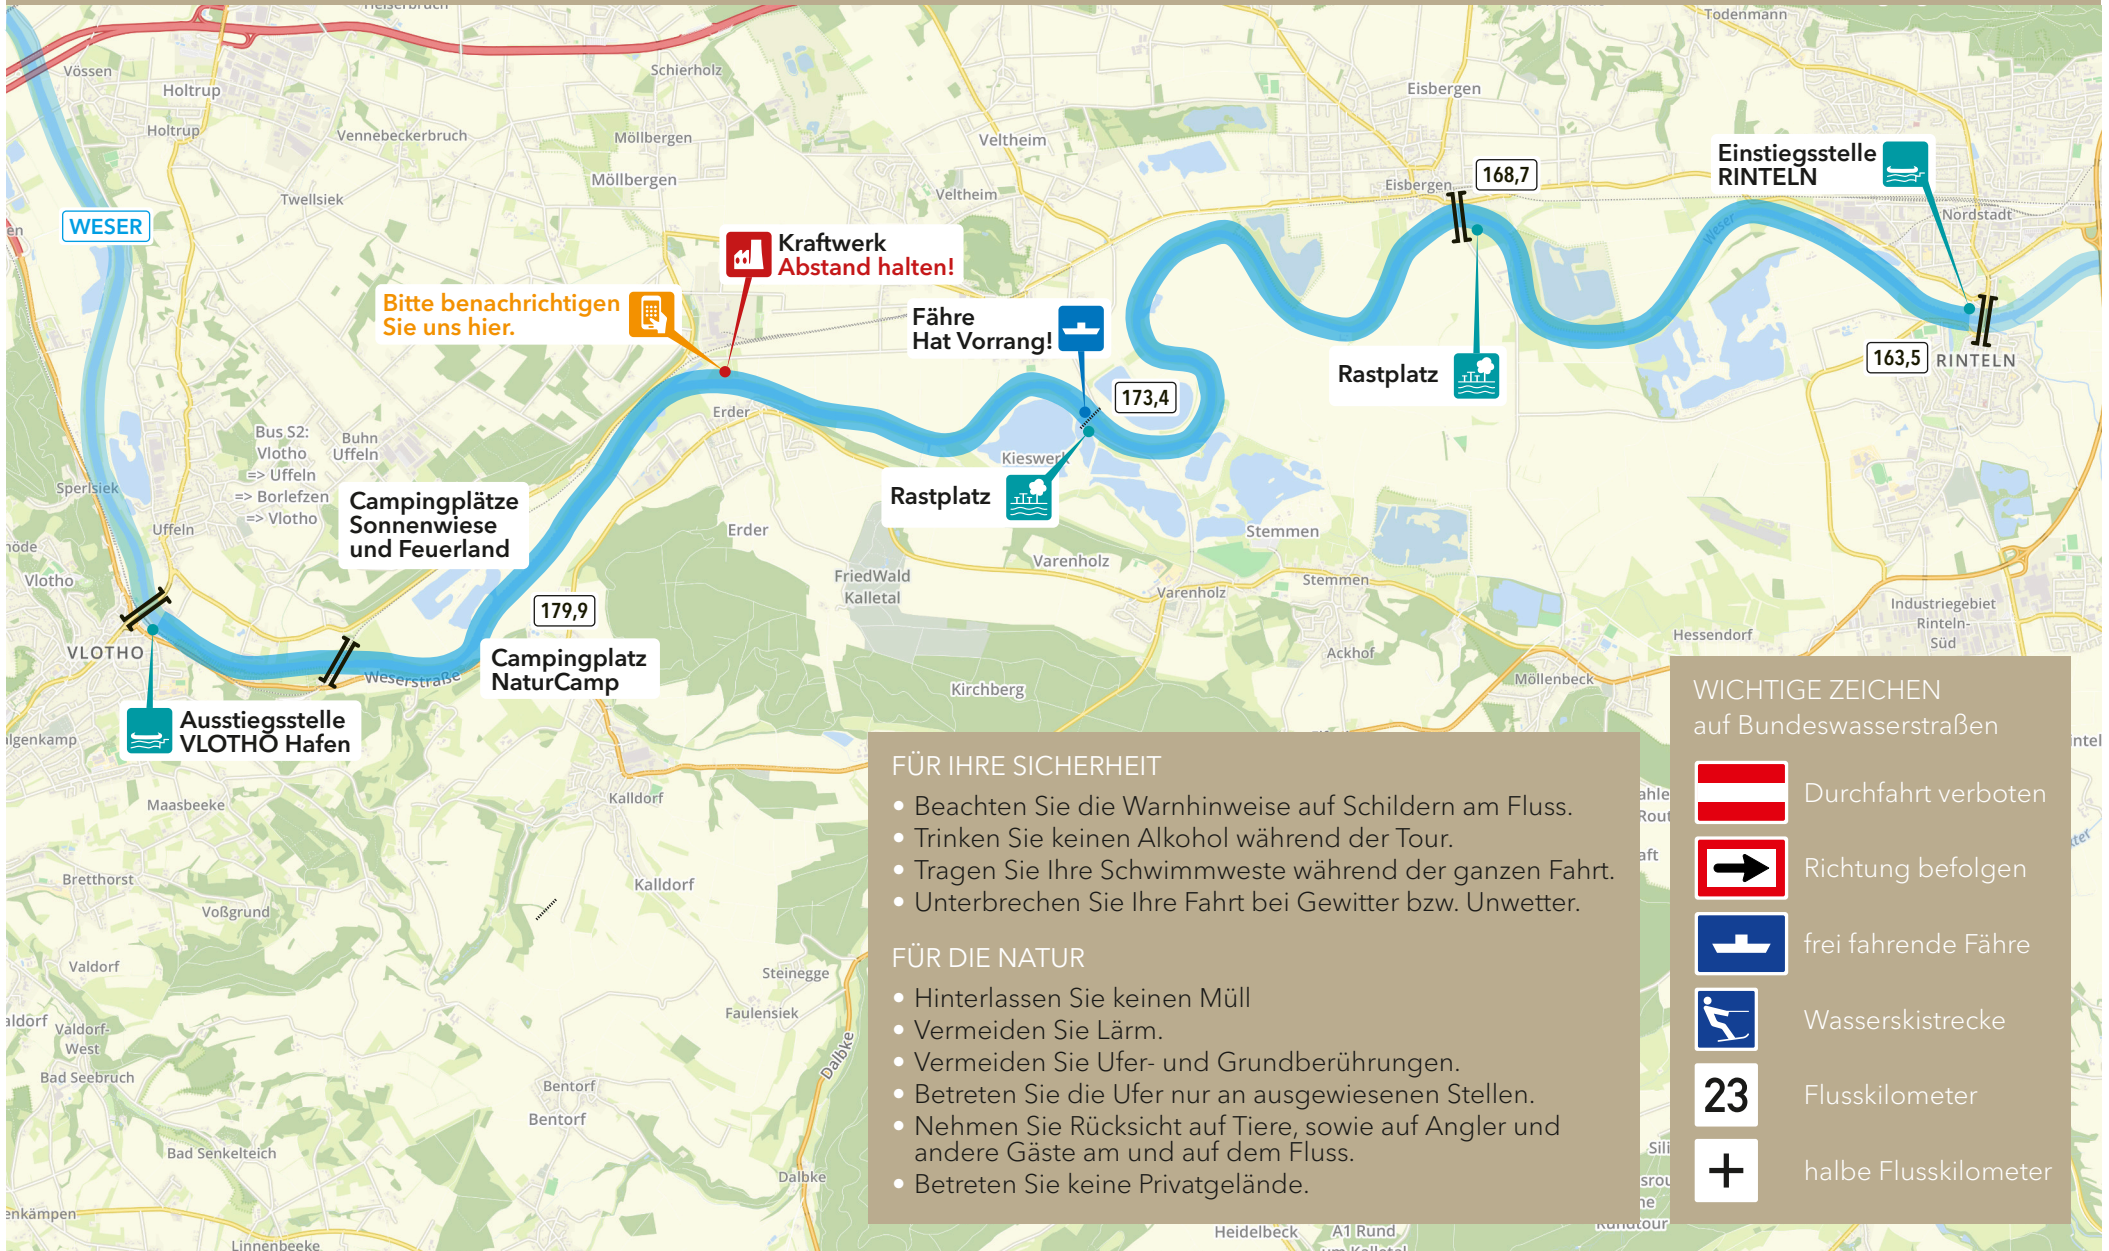 Todenmann
Vössen
Holtrup
Schierholz
Eisbergen
Holtrup
Vennebeckerbruch
Möllbergen
Veltheim
Einstiegsstelle
RINTELN
168,7
Möllbergen
Twellsiek
Veltheim
Eisbergen
Nordstadt
WESER
Weser
Kraftwerk
Abstand halten!
Bitte benachrichtigen
Sie uns hier.
Fähre
Hat Vorrang!
163,5
RINTELN
Rastplatz
173,4
Erder
Bus S2:
Vlotho
=> Uffeln
=> Borlefzen
=> Vlotho
Buhn
Uffeln
Kieswerk
Sperlsiek
Rastplatz
Campingplätze
Sonnenwiese
und Feuerland
Uffeln
Erder
Stemmen
Varenholz
Vlotho
FriedWald
Kalletal
Stemmen
Varenholz
179,9
Industriegebiet
Rinteln-
Süd
Hessendorf
VLOTHO
Ackhof
Weserstraße
Campingplatz
NaturCamp
Möllenbeck
Kirchberg
Ausstiegsstelle
VLOTHO Hafen
algenkamp
Maasbeeke
Kalldorf
Bretthorst
Kalldorf
Voßgrund
Valdorf
Steinegge
Faulensiek
Valdorf-
West
Dalbke
Bad Seebruch
Bentorf
Bentorf
Bad Senkelteich
Dalbke
enkämpen
Linnenbeeke
Heidelbeck
A1 Rund
FÜR IHRE SICHERHEIT
• Beachten Sie die Warnhinweise auf Schildern am Fluss.
• Trinken Sie keinen Alkohol während der Tour.
• Tragen Sie Ihre Schwimmweste während der ganzen Fahrt.
• Unterbrechen Sie Ihre Fahrt bei Gewitter bzw. Unwetter.
FÜR DIE NATUR
• Hinterlassen Sie keinen Müll
• Vermeiden Sie Lärm.
• Vermeiden Sie Ufer- und Grundberührungen.
• Betreten Sie die Ufer nur an ausgewiesenen Stellen.
• Nehmen Sie Rücksicht auf Tiere, sowie auf Angler und
andere Gäste am und auf dem Fluss.
• Betreten Sie keine Privatgelände.
WICHTIGE ZEICHEN
auf Bundeswasserstraßen
Durchfahrt verboten
Richtung befolgen
frei fahrende Fähre
Wasserskistrecke
23 Flusskilometer
+ halbe Flusskilometer